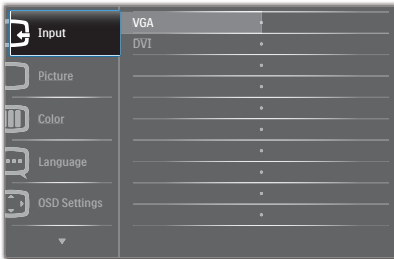 Input
VGA
DVI
Picture
Color
Language
OSD Settings